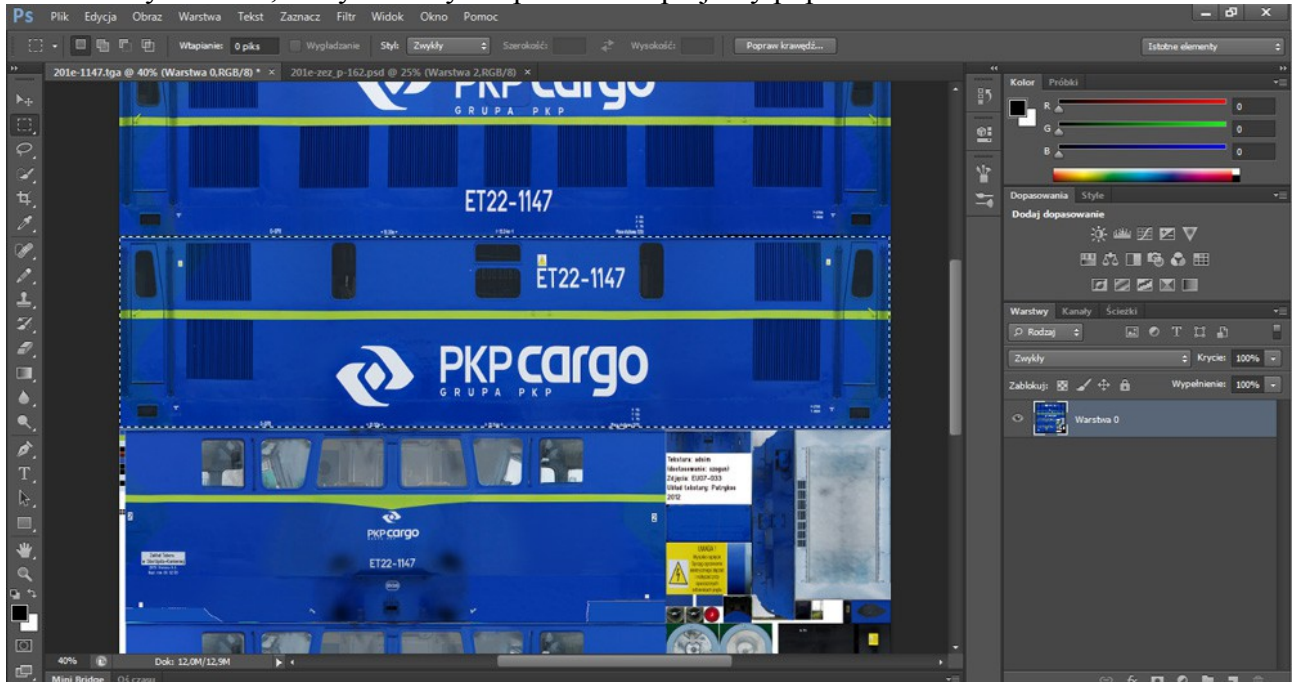 Ps Plik Edycja Obraz Warstwa Tekst Zaznacz Filtr Widok Okno Pomoc
Wtapianie: 0 piks Wygładzanie Styl: Zwykły Szerokość: Wysokość: Popraw krawędź... Istotne elementy
201e-1147.tga @ 40% (Warstwa 0,RGB/8) * × 201e-zez_p-162.psd @ 25% (Warstwa 2,RGB/8) ×
Kolor Próbki
R 0
G 0
B 0
PKP cargo
GRUPA PKP
ET22-1147
Dopasowania Style
Dodaj dopasowanie
ET22-1147
PKP cargo
GRUPA PKP
Warstwy Kanały Ścieżki
Rodzaj
Zwykły Krycie: 100%
Zablokuj: Wypełnienie: 100%
Warstwa 0
Tekstura: adsim
Zdjęcia: EU07-033
Układ tekstury: Patrykos
2012
2 2
PKP cargo
ET22-1147
UWAGA !
40% Dok: 12,0M/12,9M
Mini Bridge Oś czasu